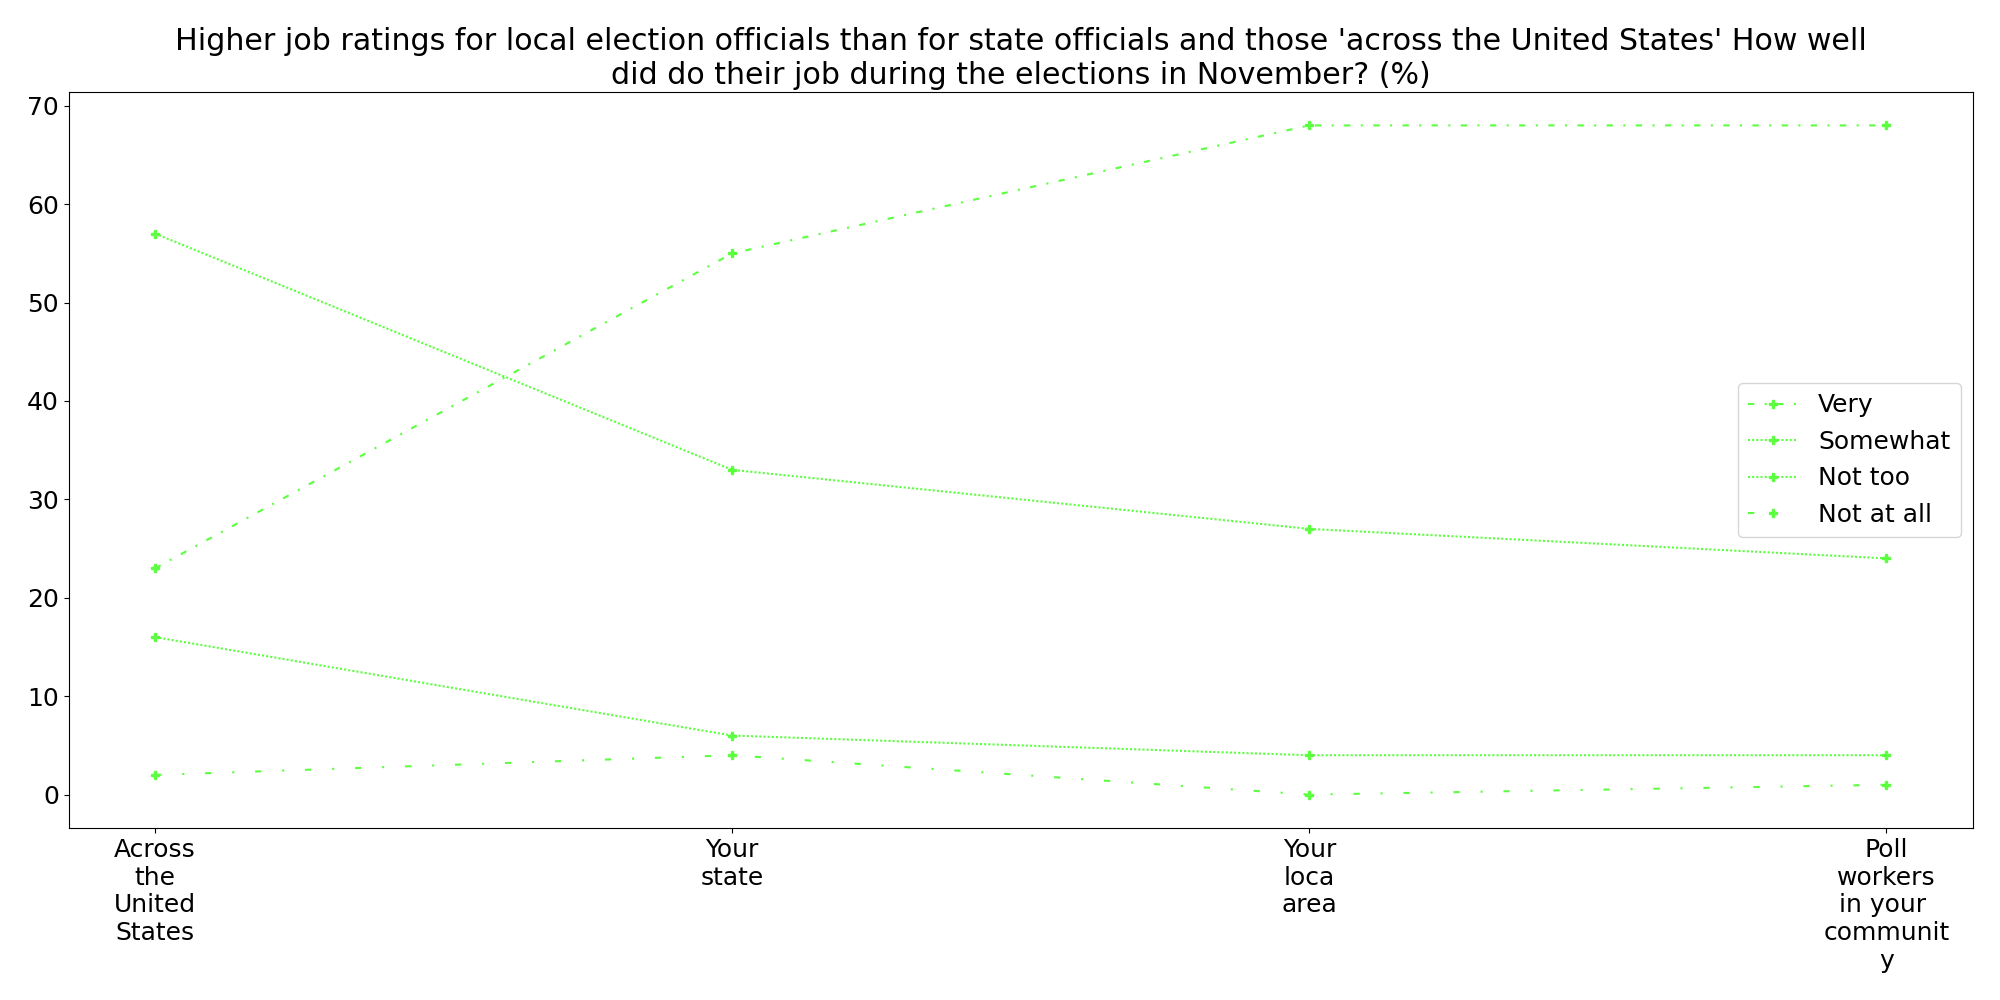 Higher job ratings for local election officials than for state officials and those 'across the United States' How well
did do their job during the elections in November? (%)
70
60
50
40
30
20
10
0
Very
Somewhat
Not too
Not at all
Across
the
United
States
Your
state
Your
loca
area
Poll
workers
in your
communit
y